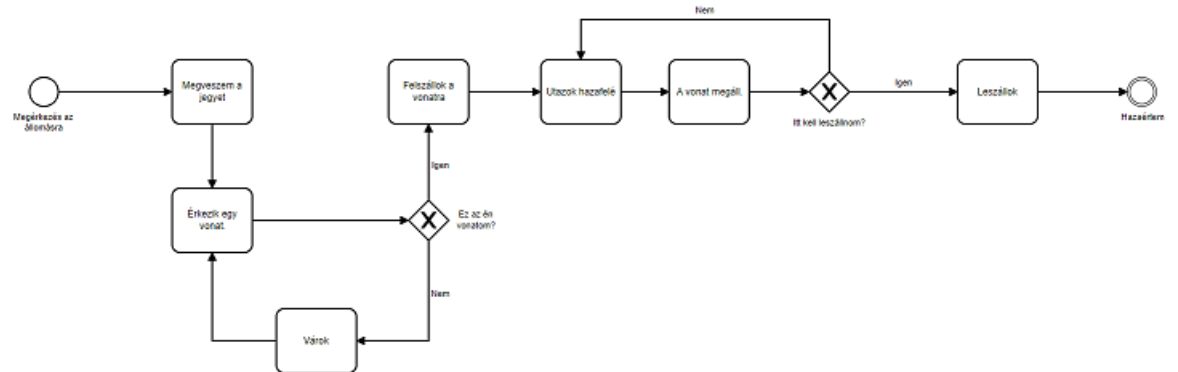 Nem
Megérkezés az
állomásra
Megveszem a
jegyet
Felszállok a
vonatra
Utazok hazafelé
A vonat megáll.
Itt kell leszállnom?
Igen
Leszállok
Hazaértem
Igen
Érkezik egy
vonat.
Ez az én
vonatom?
Nem
Várok